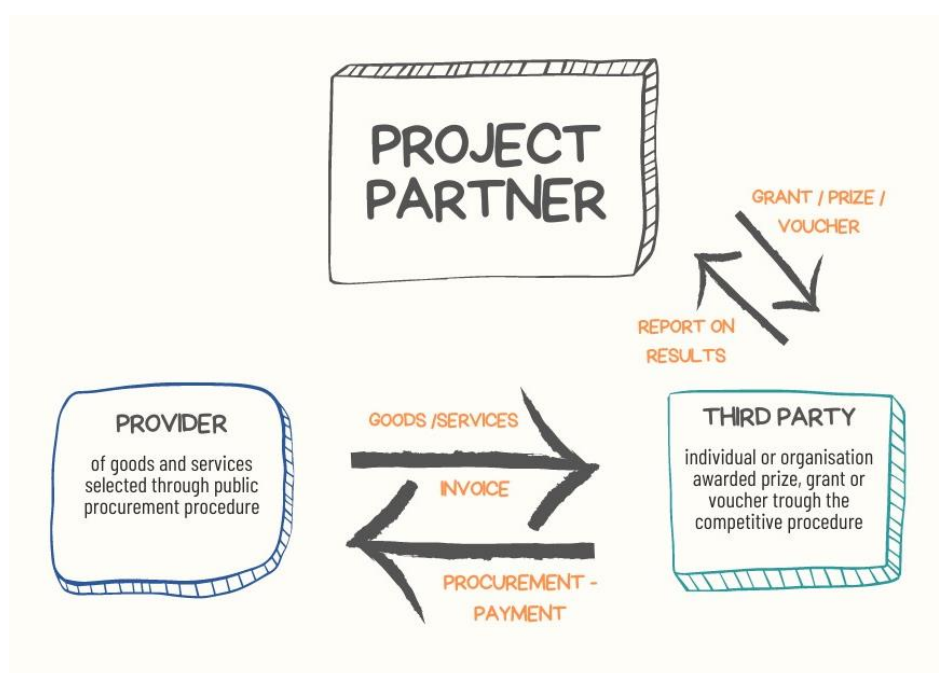 PROJECT
PARTNER
GRANT / PRIZE /
VOUCHER
REPORT ON
RESULTS
PROVIDER
of goods and services
selected through public
procurement procedure
GOODS /SERVICES
INVOICE
PROCUREMENT -
PAYMENT
THIRD PARTY
individual or organisation
awarded prize, grant or
voucher trough the
competitive procedure